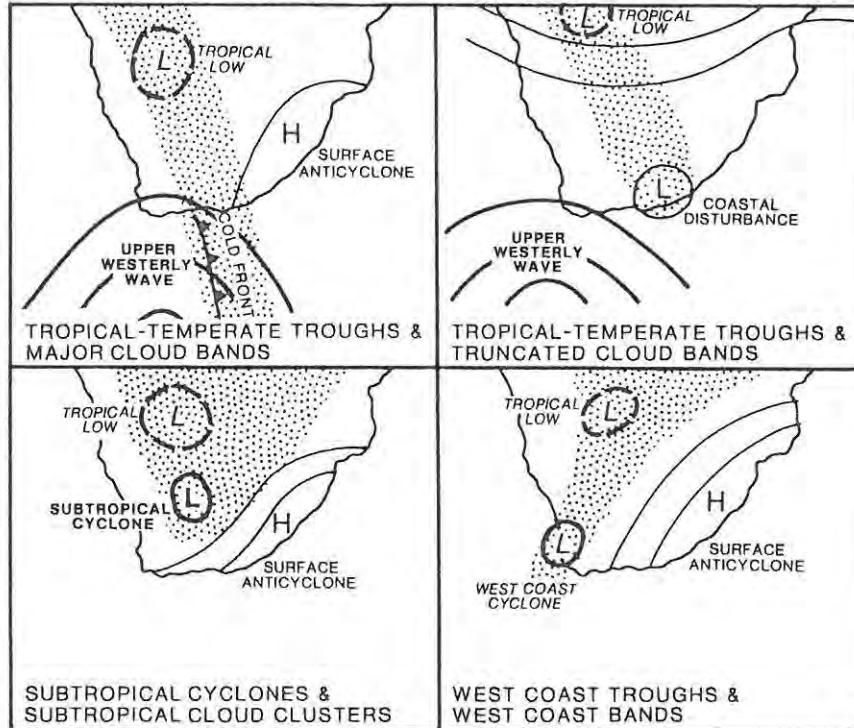 L
TROPICAL
LOW
H
SURFACE
ANTICYCLONE
COLD FRONT
UPPER
WESTERLY
WAVE
TROPICAL-TEMPERATE TROUGHS &
MAJOR CLOUD BANDS
L
TROPICAL
LOW
L
COASTAL
DISTURBANCE
UPPER
WESTERLY
WAVE
TROPICAL-TEMPERATE TROUGHS &
TRUNCATED CLOUD BANDS
TROPICAL
LOW
L
SUBTROPICAL
CYCLONE
L
H
SURFACE
ANTICYCLONE
SUBTROPICAL CYCLONES &
SUBTROPICAL CLOUD CLUSTERS
TROPICAL
LOW
L
H
L
SURFACE
ANTICYCLONE
WEST COAST
CYCLONE
WEST COAST TROUGHS &
WEST COAST BANDS